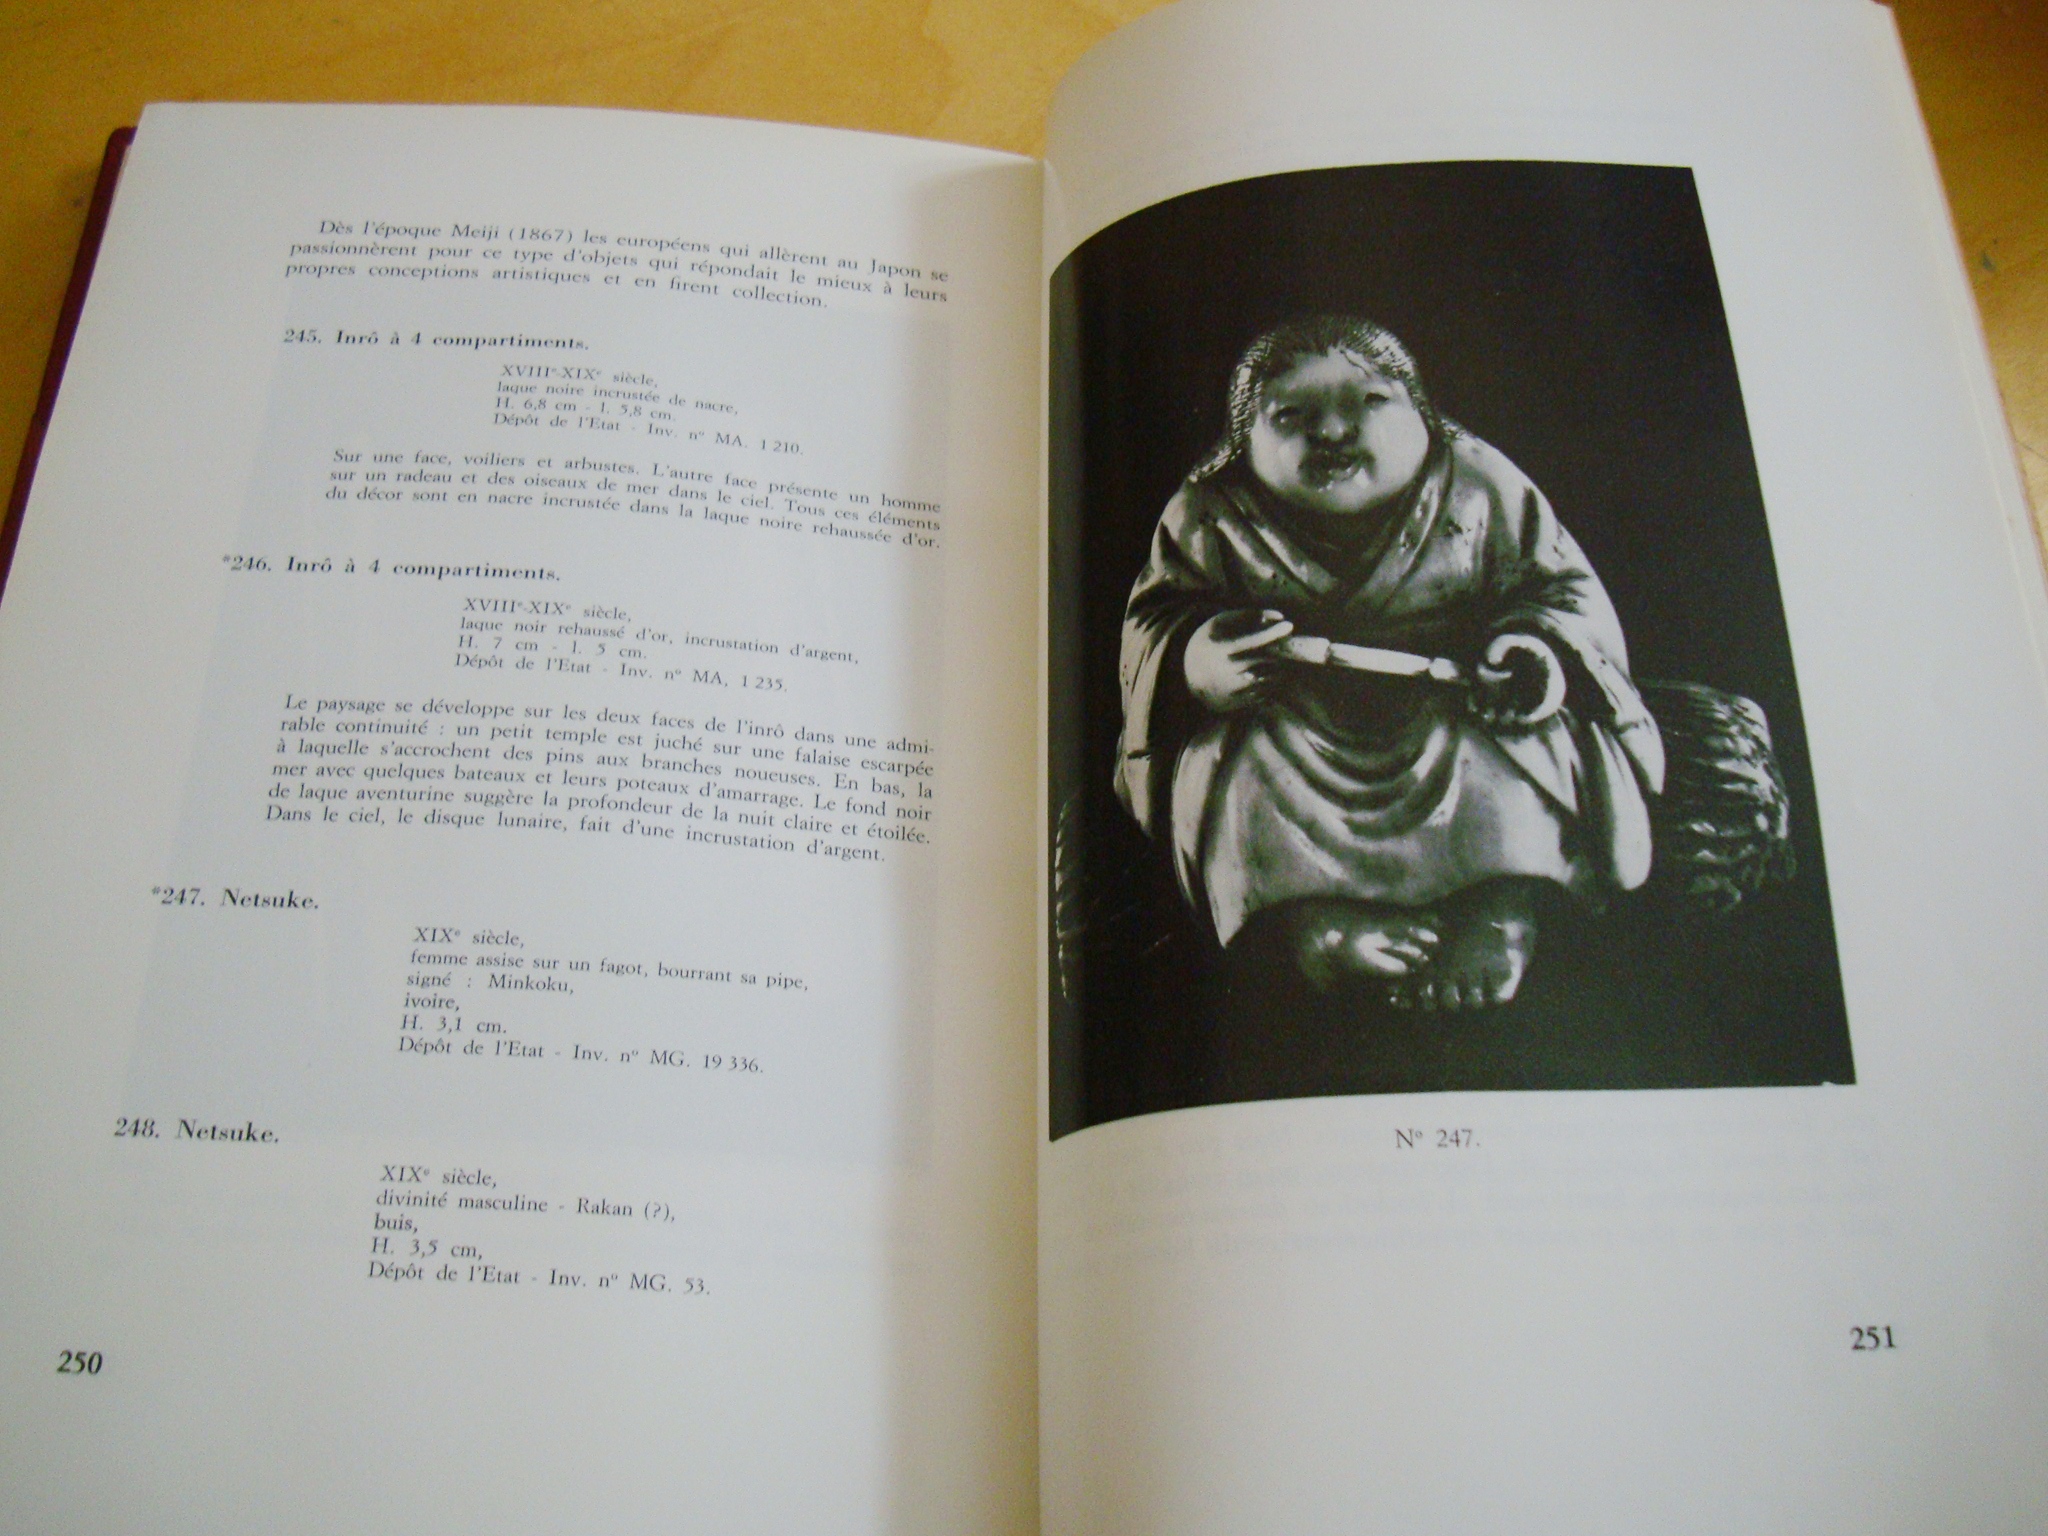 Dès l'époque Meiji (1867) les européens qui allèrent au Japon se
passionnèrent pour ce type d'objets qui répondait le mieux à leurs
propres conceptions artistiques et en firent collection.
245. Inrô à 4 compartiments.
XVIIIᵉ-XIXᵉ siècle,
laque noire incrustée de nacre,
H. 6,8 cm - l. 5,8 cm.
Dépôt de l'Etat - Inv. nº MA. 1 210.
Sur une face, voiliers et arbustes. L'autre face présente un homme
sur un radeau et des oiseaux de mer dans le ciel. Tous ces éléments
du décor sont en nacre incrustée dans la laque noire rehaussée d'or.
*246. Inrô à 4 compartiments.
XVIIIᵉ-XIXᵉ siècle,
laque noir rehaussé d'or, incrustation d'argent,
H. 7 cm - l. 5 cm.
Dépôt de l'Etat - Inv. nº MA, 1 235.
Le paysage se développe sur les deux faces de l'inrô dans une admi-
rable continuité : un petit temple est juché sur une falaise escarpée
à laquelle s'accrochent des pins aux branches noueuses. En bas, la
mer avec quelques bateaux et leurs poteaux d'amarrage. Le fond noir
de laque aventurine suggère la profondeur de la nuit claire et étoilée.
Dans le ciel, le disque lunaire, fait d'une incrustation d'argent.
*247. Netsuke.
XIXᵉ siècle,
femme assise sur un fagot, bourrant sa pipe,
signé : Minkoku,
ivoire,
H. 3,1 cm.
Dépôt de l'Etat - Inv. nº MG. 19 336.
248. Netsuke.
XIXᵉ siècle,
divinité masculine - Rakan (?),
buis,
H. 3,5 cm,
Dépôt de l'Etat - Inv. nº MG. 53.
250
Nº 247.
251